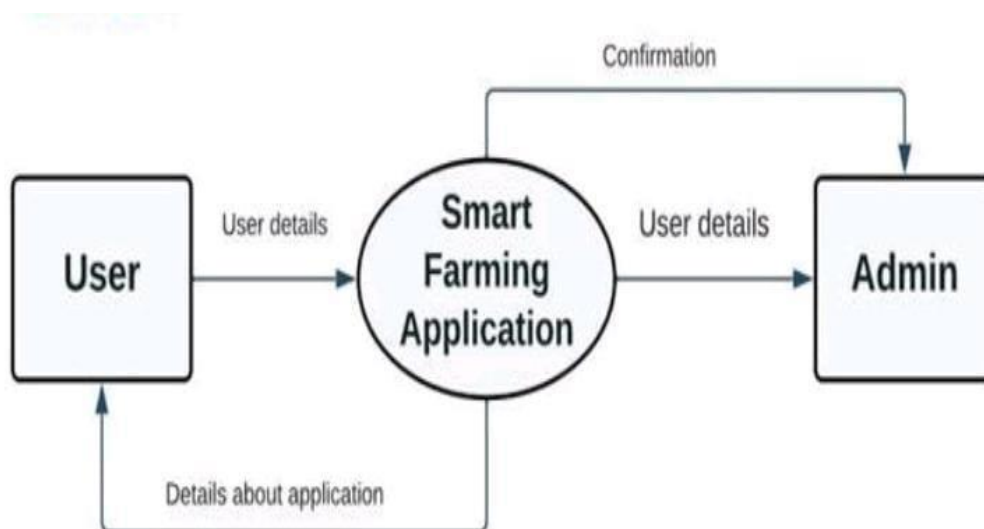 Confirmation
User details
User
Smart
Farming
Application
User details
Admin
Details about application